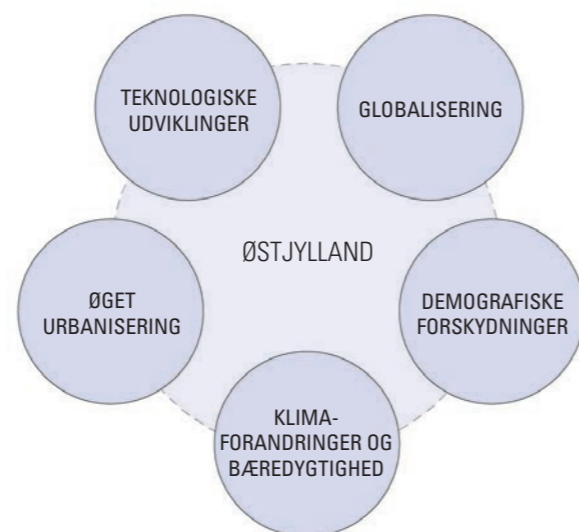 TEKNOLOGISKE
UDVIKLINGER
GLOBALISERING
ØSTJYLLAND
ØGET
URBANISERING
DEMOGRAFISKE
FORSKYDNINGER
KLIMA-
FORANDRINGER OG
BÆREDYGTIGHED